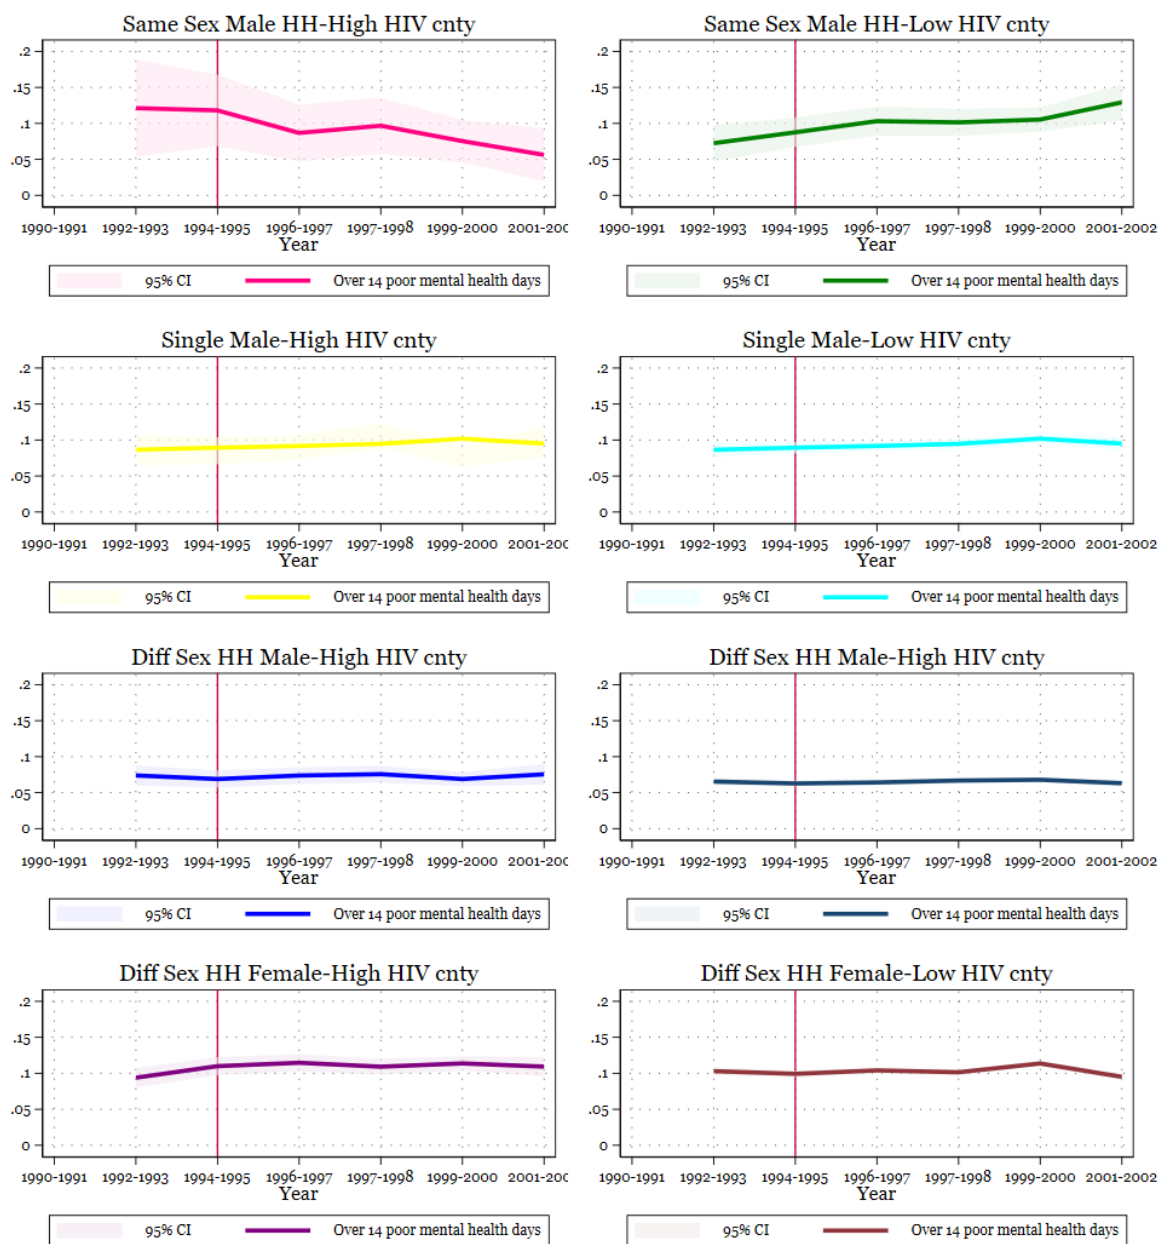 Same Sex Male HH-High HIV cnty
.2
.15
.1
.05
0
1990-1991 1992-1993 1994-1995 1996-1997 1997-1998 1999-2000 2001-200
Year
95% CI Over 14 poor mental health days
Same Sex Male HH-Low HIV cnty
.2
.15
.1
.05
0
1990-1991 1992-1993 1994-1995 1996-1997 1997-1998 1999-2000 2001-2002
Year
95% CI Over 14 poor mental health days
Single Male-High HIV cnty
.2
.15
.1
.05
0
1990-1991 1992-1993 1994-1995 1996-1997 1997-1998 1999-2000 2001-200
Year
95% CI Over 14 poor mental health days
Single Male-Low HIV cnty
.2
.15
.1
.05
0
1990-1991 1992-1993 1994-1995 1996-1997 1997-1998 1999-2000 2001-2002
Year
95% CI Over 14 poor mental health days
Diff Sex HH Male-High HIV cnty
.2
.15
.1
.05
0
1990-1991 1992-1993 1994-1995 1996-1997 1997-1998 1999-2000 2001-200
Year
95% CI Over 14 poor mental health days
Diff Sex HH Male-High HIV cnty
.2
.15
.1
.05
0
1990-1991 1992-1993 1994-1995 1996-1997 1997-1998 1999-2000 2001-2002
Year
95% CI Over 14 poor mental health days
Diff Sex HH Female-High HIV cnty
.2
.15
.1
.05
0
1990-1991 1992-1993 1994-1995 1996-1997 1997-1998 1999-2000 2001-200
Year
95% CI Over 14 poor mental health days
Diff Sex HH Female-Low HIV cnty
.2
.15
.1
.05
0
1990-1991 1992-1993 1994-1995 1996-1997 1997-1998 1999-2000 2001-2002
Year
95% CI Over 14 poor mental health days